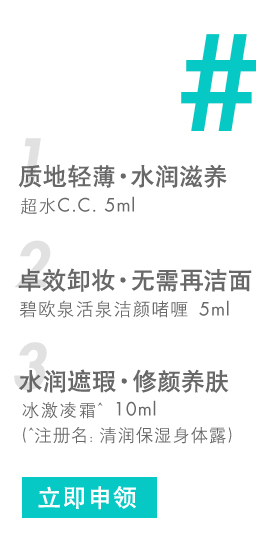 #
1
质地轻薄·水润滋养
超水C.C. 5ml
2
卓效卸妆·无需再洁面
碧欧泉活泉洁颜啫喱 5ml
3
水润遮瑕·修颜养肤
冰激凌霜^ 10ml
(^注册名: 清润保湿身体露)
立即申领